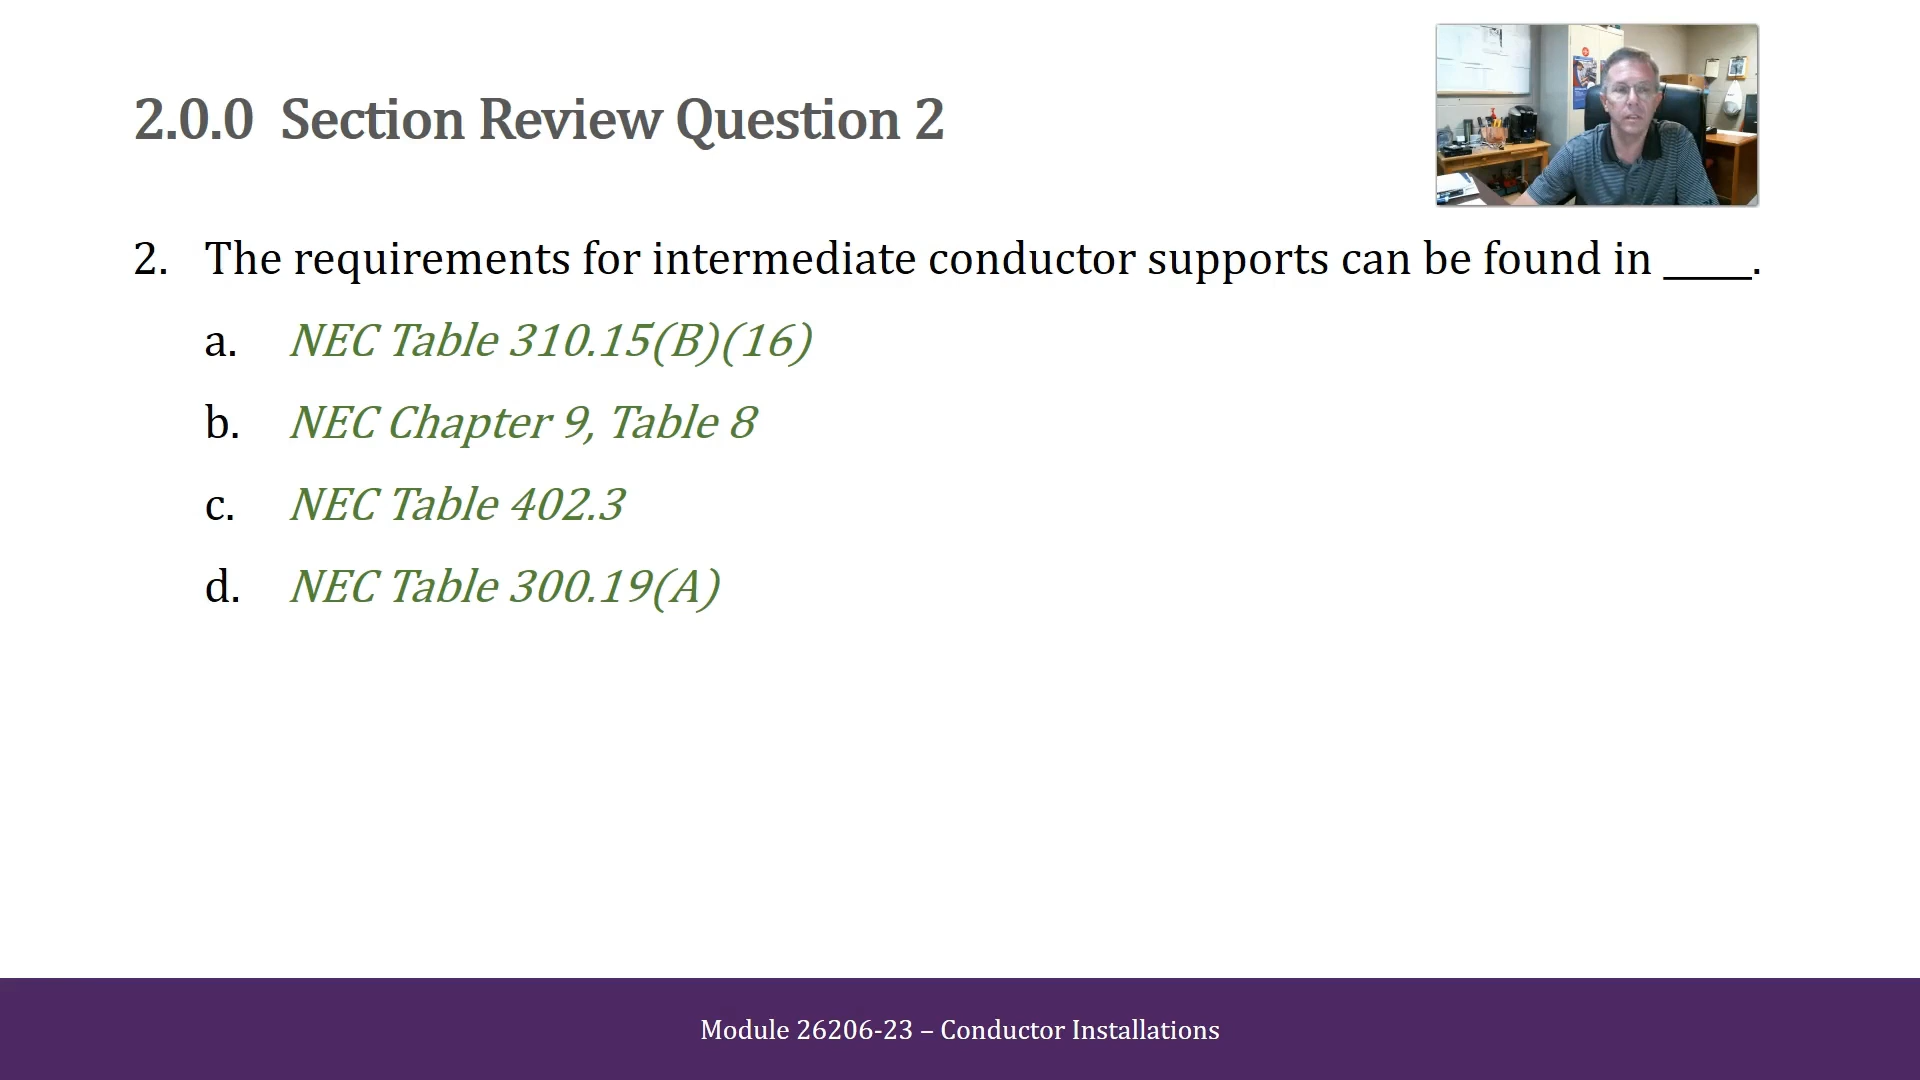 2.0.0 Section Review Question 2
2. The requirements for intermediate conductor supports can be found in _____.
a. NEC Table 310.15(B)(16)
b. NEC Chapter 9, Table 8
c. NEC Table 402.3
d. NEC Table 300.19(A)
Module 26206-23 – Conductor Installations